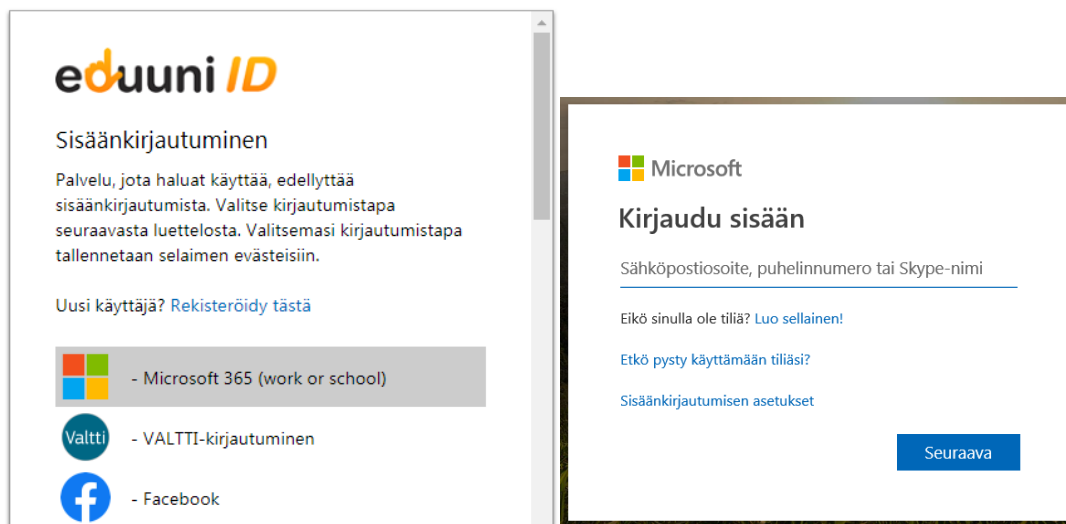 eduuni ID
Sisäänkirjautuminen
Palvelu, jota haluat käyttää, edellyttää
sisäänkirjautumista. Valitse kirjautumistapa
seuraavasta luettelosta. Valitsemasi kirjautumistapa
tallennetaan selaimen evästeisiin.
Uusi käyttäjä? Rekisteröidy tästä
- Microsoft 365 (work or school)
Valtti - VALTTI-kirjautuminen
- Facebook
Microsoft
Kirjaudu sisään
Sähköpostiosoite, puhelinnumero tai Skype-nimi
Eikö sinulla ole tiliä? Luo sellainen!
Etkö pysty käyttämään tiliäsi?
Sisäänkirjautumisen asetukset
Seuraava